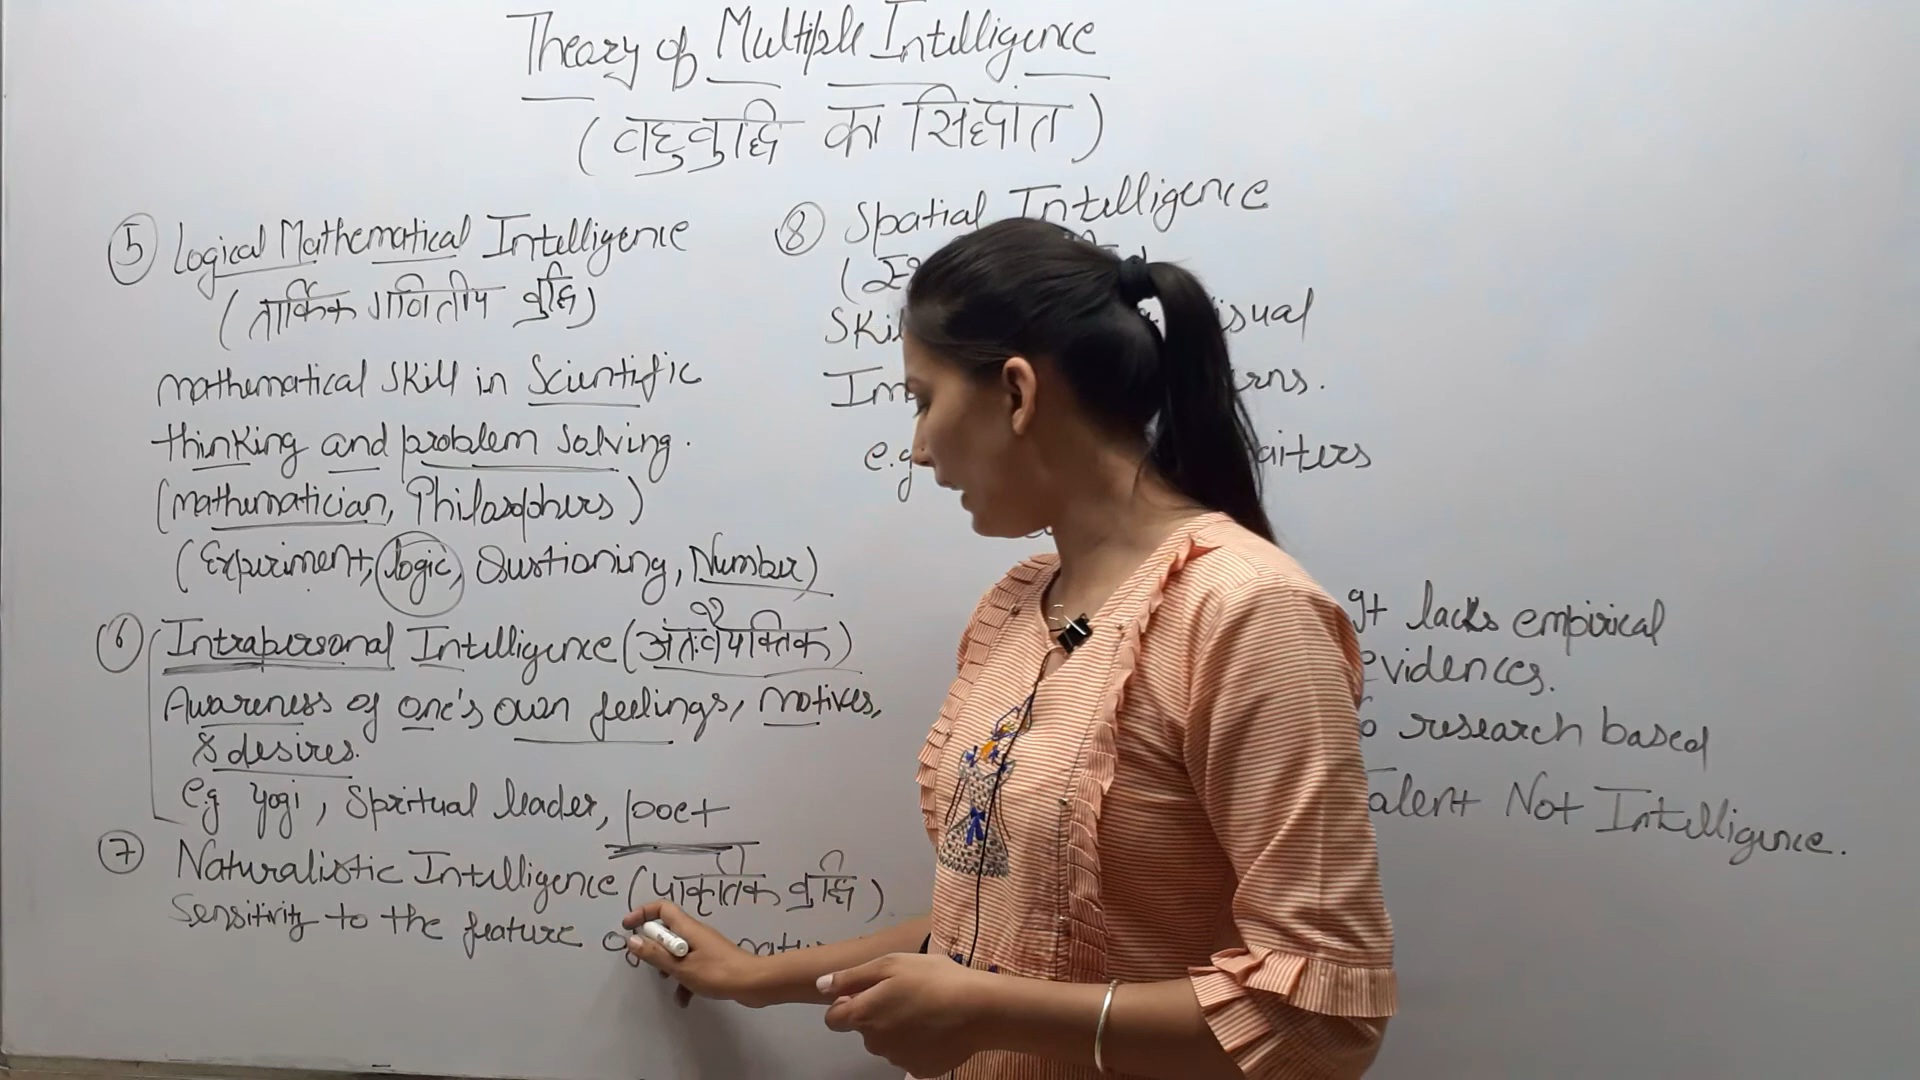 Theory of Multiple Intelligence
(बहुबुद्धि का सिद्धांत)
⑤ Logical Mathematical Intelligence
(तार्किक गणितीय बुद्धि)
Mathematical Skill in Scientific
thinking and problem solving.
(Mathematician, Philosophers)
(Experiment, logic, Questioning, Number)
⑥ Intrapersonal Intelligence (अंतःवैयक्तिक)
Awareness of one's own feelings, motives,
& desires.
e.g Yogi, Spritual leader, poet
⑦ Naturalistic Intelligence (प्राकृतिक बुद्धि)
Sensitivity to the feature
⑧ Spatial Intelligence
e.g
It lacks empirical
evidences.
research based
Talent Not Intelligence.